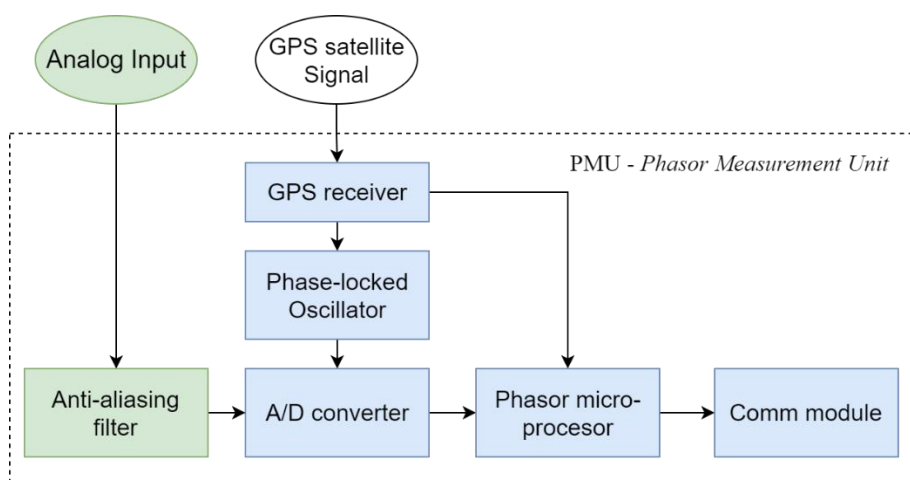 Analog Input
GPS satellite
Signal
PMU - Phasor Measurement Unit
GPS receiver
Phase-locked
Oscillator
Anti-aliasing
filter
A/D converter
Phasor micro-
procesor
Comm module